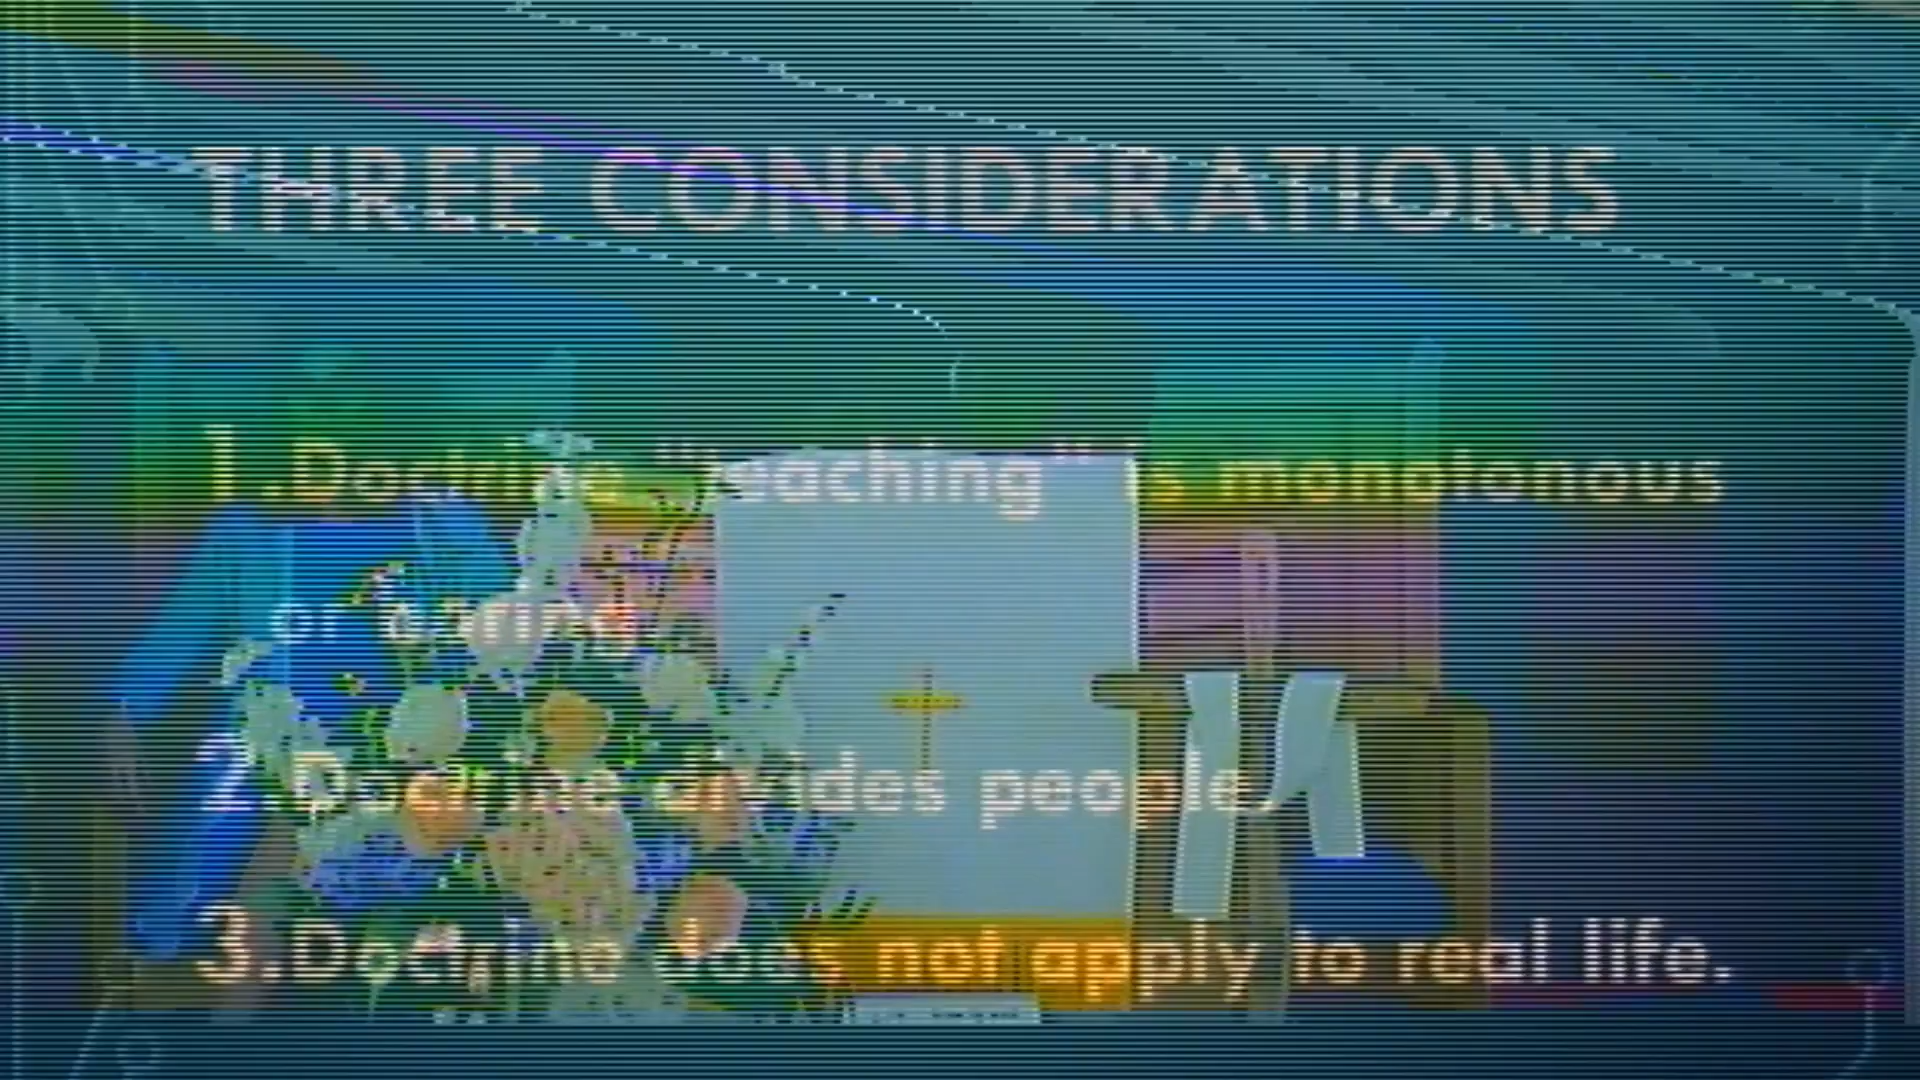 THREE CONSIDERATIONS
1.Doctrine "teaching" is monotonous
or boring.
2.Doctrine divides people.
3.Doctrine does not apply to real life.